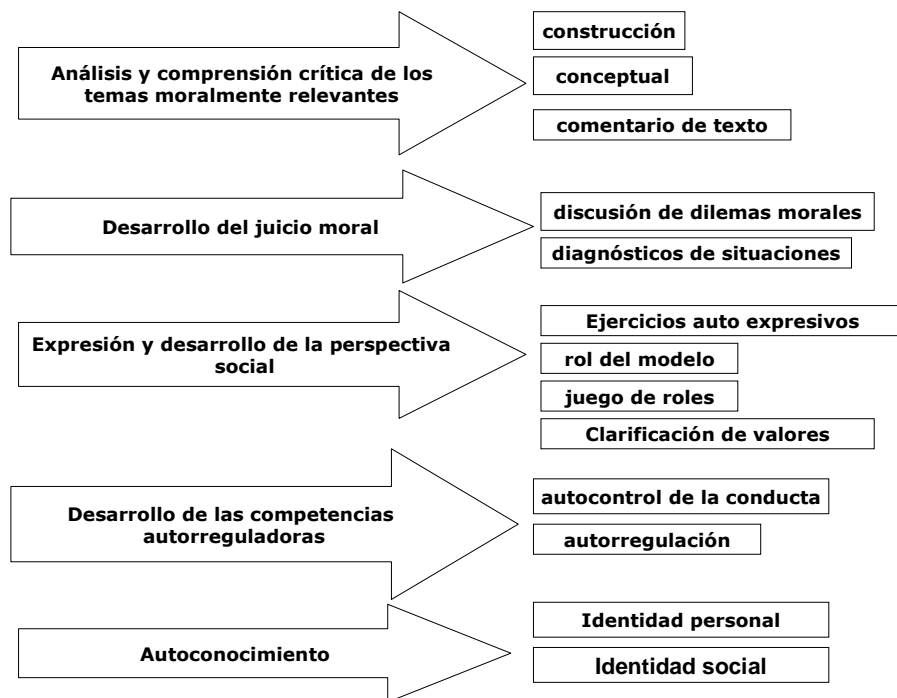 Análisis y comprensión crítica de los
temas moralmente relevantes
construcción
conceptual
comentario de texto
Desarrollo del juicio moral
discusión de dilemas morales
diagnósticos de situaciones
Expresión y desarrollo de la perspectiva
social
Ejercicios auto expresivos
rol del modelo
juego de roles
Clarificación de valores
Desarrollo de las competencias
autorreguladoras
autocontrol de la conducta
autorregulación
Autoconocimiento
Identidad personal
Identidad social